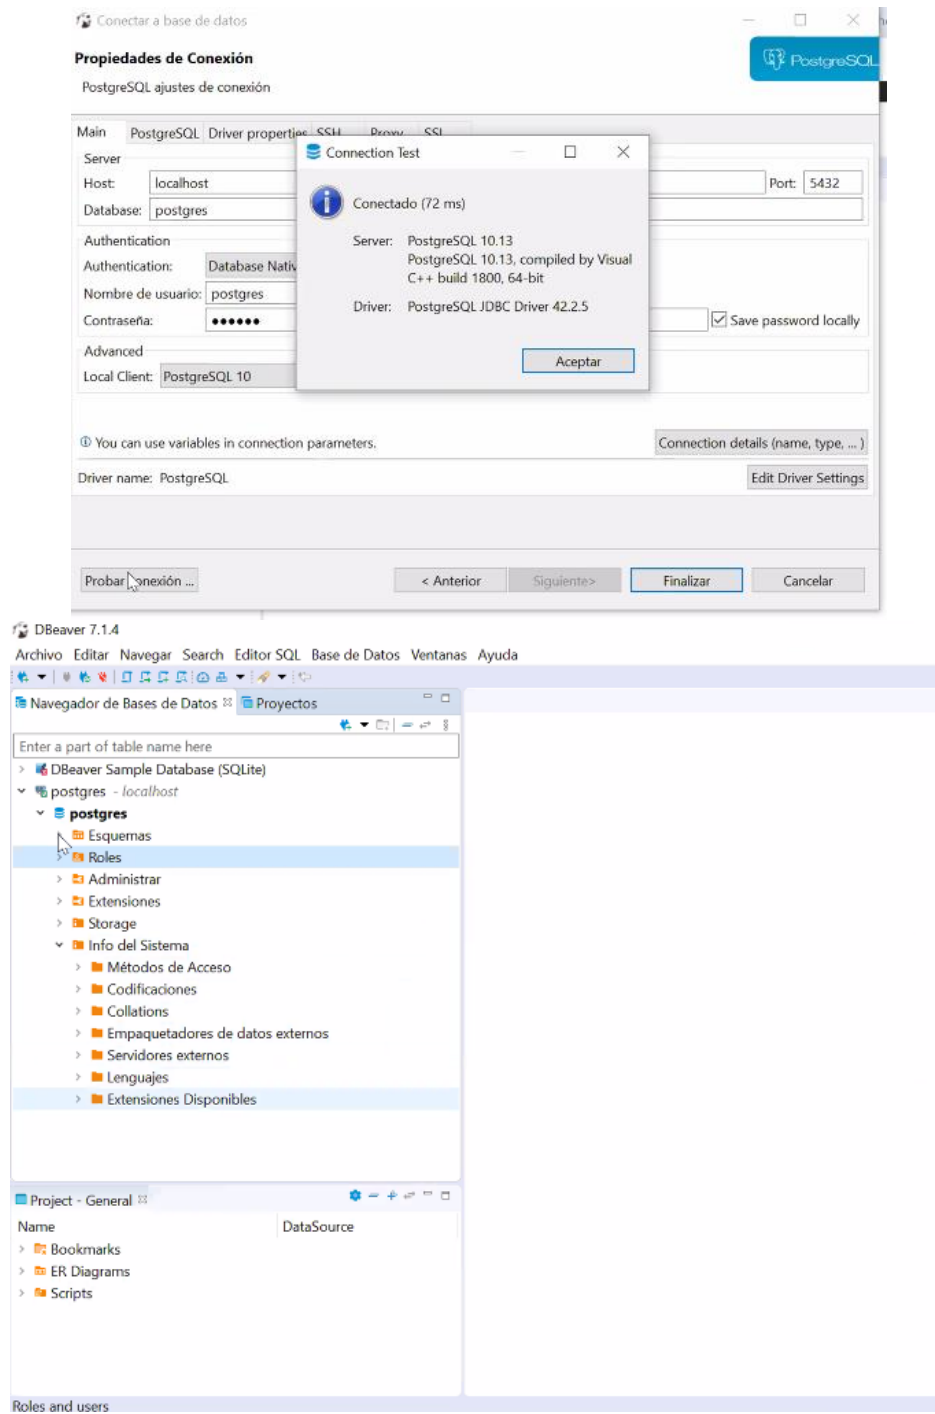 Conectar a base de datos
Propiedades de Conexión
PostgreSQL ajustes de conexión
PostgreSQL
Main PostgreSQL Driver properties SSH Proxy SSL
Server
Host: localhost Port: 5432
Database: postgres
Authentication
Authentication: Database Nativ
Nombre de usuario: postgres
Contraseña: ●●●●●● Save password locally
Advanced
Local Client: PostgreSQL 10
Connection Test
Conectado (72 ms)
Server: PostgreSQL 10.13
PostgreSQL 10.13, compiled by Visual
C++ build 1800, 64-bit
Driver: PostgreSQL JDBC Driver 42.2.5
Aceptar
You can use variables in connection parameters.
Connection details (name, type, ... )
Driver name: PostgreSQL
Edit Driver Settings
Probar conexión ... < Anterior Siguiente> Finalizar Cancelar
DBeaver 7.1.4
Archivo Editar Navegar Search Editor SQL Base de Datos Ventanas Ayuda
Navegador de Bases de Datos Proyectos
Enter a part of table name here
DBeaver Sample Database (SQLite)
postgres - localhost
postgres
Esquemas
Roles
Administrar
Extensiones
Storage
Info del Sistema
Métodos de Acceso
Codificaciones
Collations
Empaquetadores de datos externos
Servidores externos
Lenguajes
Extensiones Disponibles
Project - General
Name DataSource
Bookmarks
ER Diagrams
Scripts
Roles and users